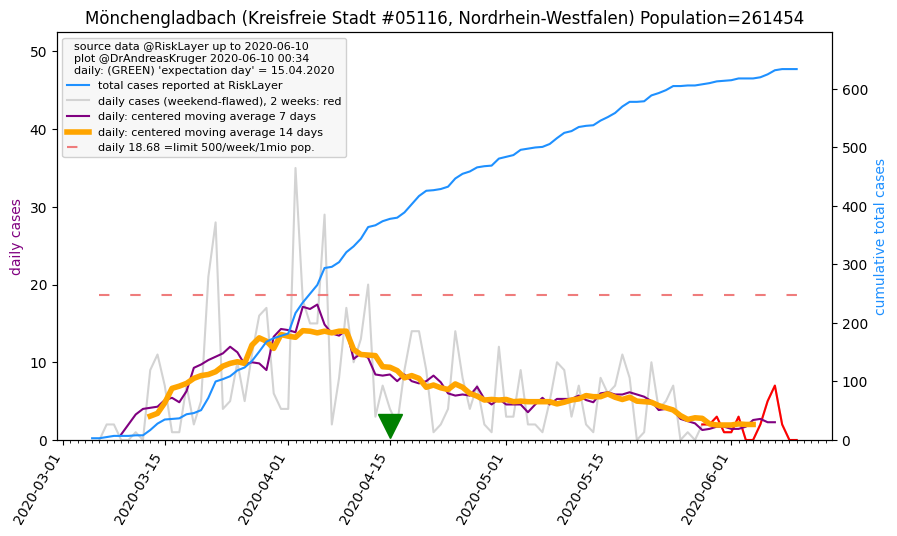 Mönchengladbach (Kreisfreie Stadt #05116, Nordrhein-Westfalen) Population=261454
source data @RiskLayer up to 2020-06-10
plot @DrAndreasKruger 2020-06-10 00:34
daily: (GREEN) 'expectation day' = 15.04.2020
total cases reported at RiskLayer
daily cases (weekend-flawed), 2 weeks: red
daily: centered moving average 7 days
daily: centered moving average 14 days
daily 18.68 =limit 500/week/1mio pop.
daily cases
50
40
30
20
10
0
cumulative total cases
600
500
400
300
200
100
0
2020-03-01
2020-03-15
2020-04-01
2020-04-15
2020-05-01
2020-05-15
2020-06-01